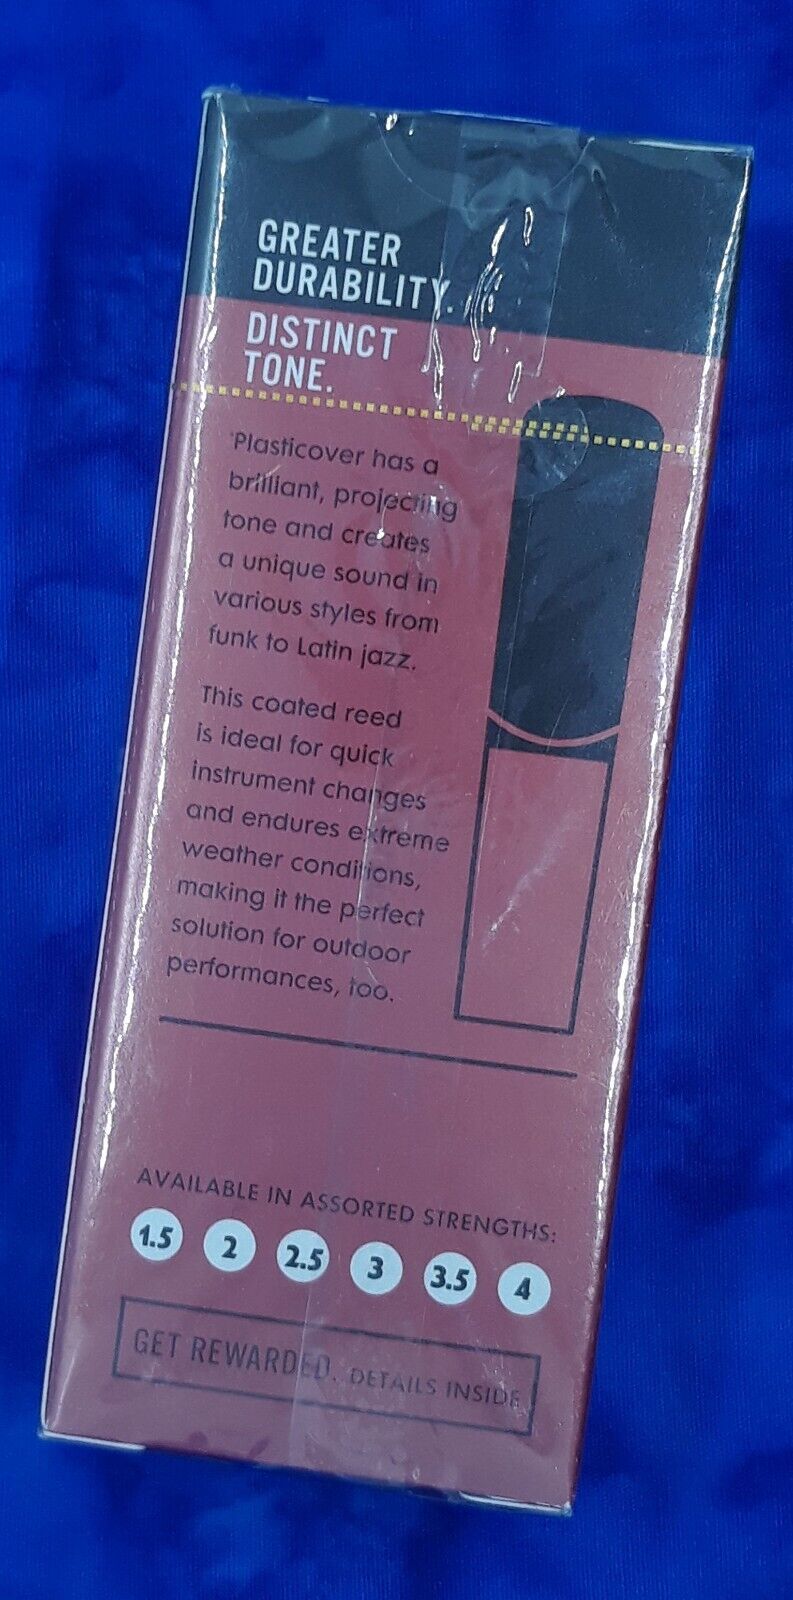 GREATER
DURABILITY.
DISTINCT
TONE.
Plasticover has a
brilliant, projecting
tone and creates
a unique sound in
various styles from
funk to Latin jazz.
This coated reed
is ideal for quick
instrument changes
and endures extreme
weather conditions,
making it the perfect
solution for outdoor
performances, too.
AVAILABLE IN ASSORTED STRENGTHS:
1.5 2 2.5 3 3.5 4
GET REWARDED. DETAILS INSIDE